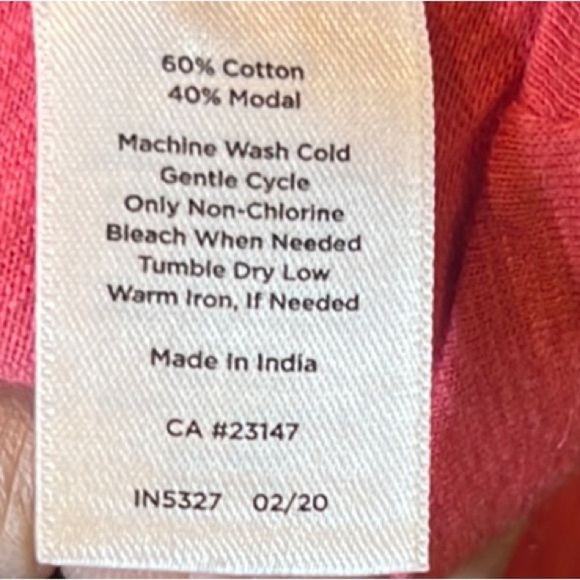 60% Cotton
40% Modal
Machine Wash Cold
Gentle Cycle
Only Non-Chlorine
Bleach When Needed
Tumble Dry Low
Warm Iron, If Needed
Made In India
CA #23147
IN5327 02/20